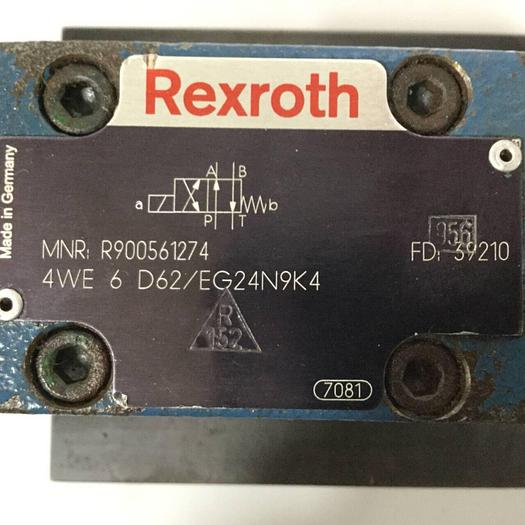 Rexroth
Made in Germany
A B
a b
P T
MNR: R900561274
FD: 39210
956
4WE 6 D62/EG24N9K4
R
152
7081